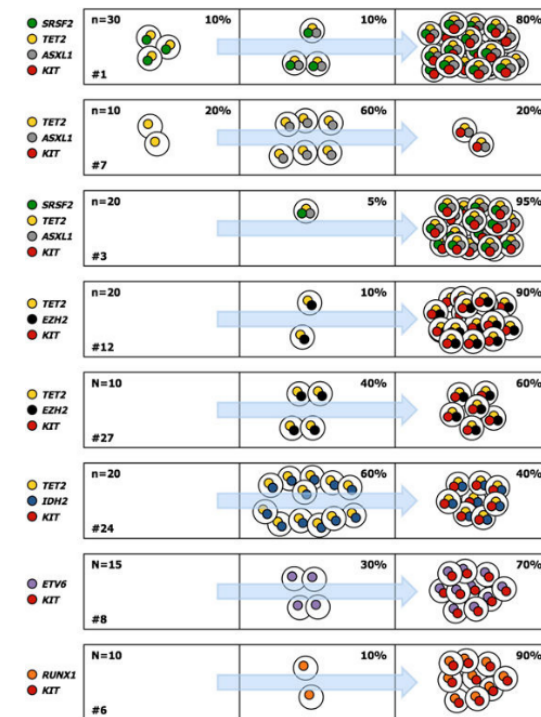 SRSF2
TET2
ASXL1
KIT
n=30 10% 10% 80%
#1
TET2
ASXL1
KIT
n=10 20% 60% 20%
#7
SRSF2
TET2
ASXL1
KIT
n=20 5% 95%
#3
TET2
EZH2
KIT
n=20 10% 90%
#12
TET2
EZH2
KIT
N=10 40% 60%
#27
TET2
IDH2
KIT
n=20 60% 40%
#24
ETV6
KIT
N=15 30% 70%
#8
RUNX1
KIT
N=10 10% 90%
#6